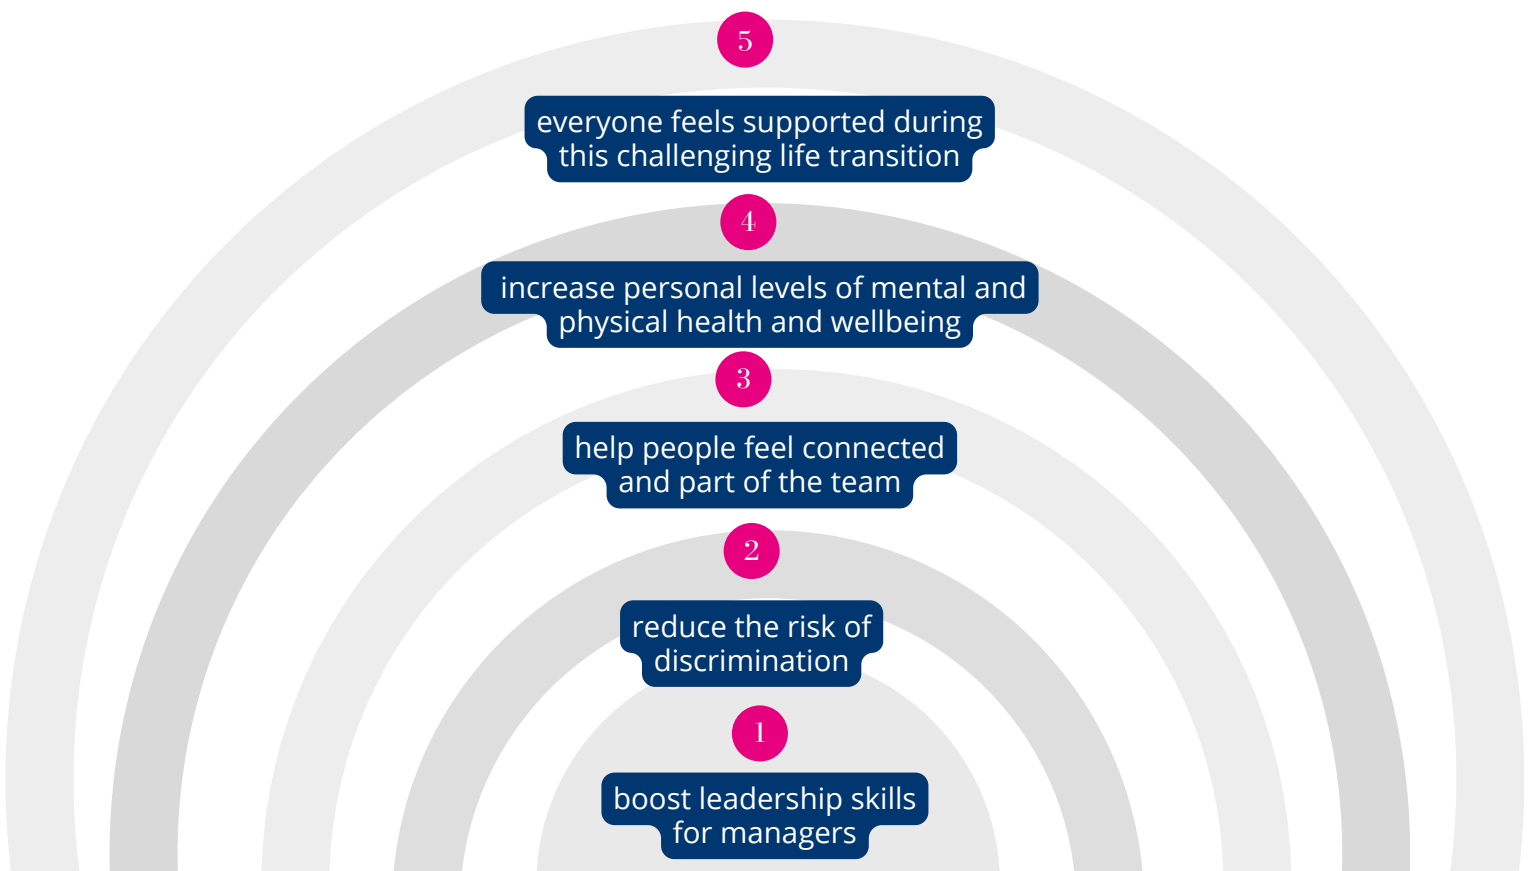 5
everyone feels supported during
this challenging life transition
4
increase personal levels of mental and
physical health and wellbeing
3
help people feel connected
and part of the team
2
reduce the risk of
discrimination
1
boost leadership skills
for managers